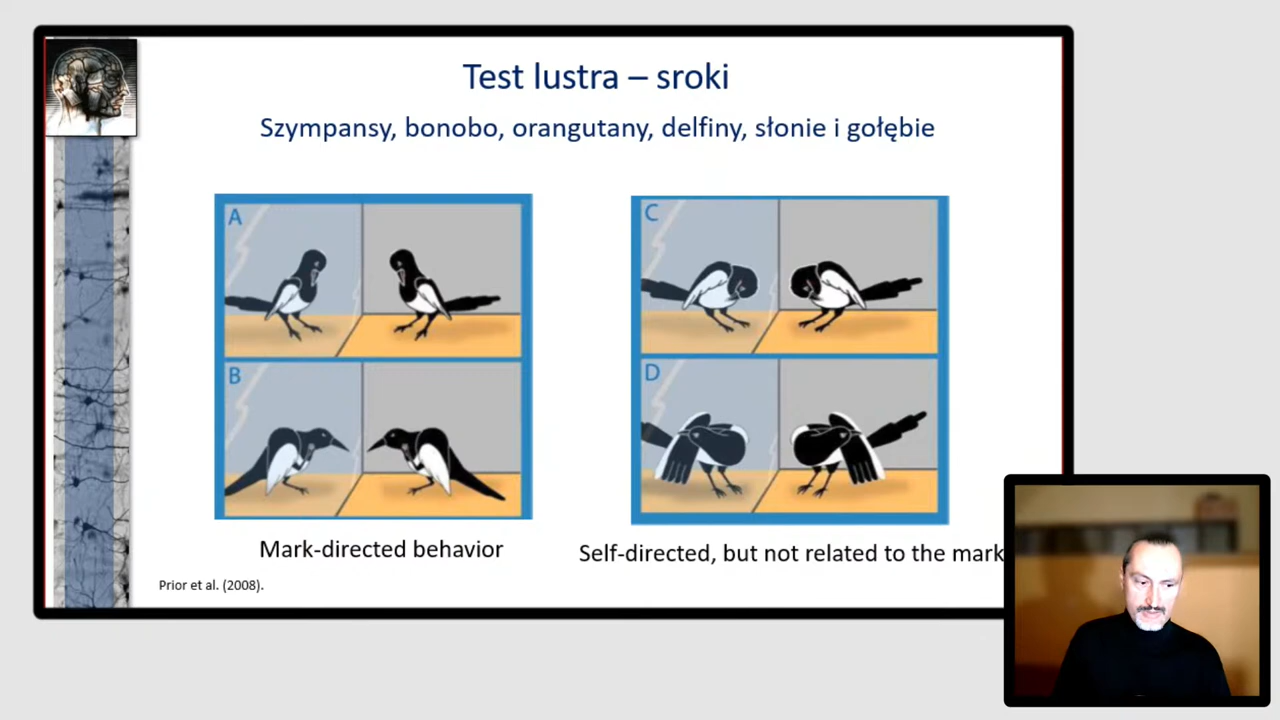 Test lustra – sroki
Szympansy, bonobo, orangutany, delfiny, słonie i gołębie
A
B
C
D
Mark-directed behavior
Self-directed, but not related to the mark
Prior et al. (2008).